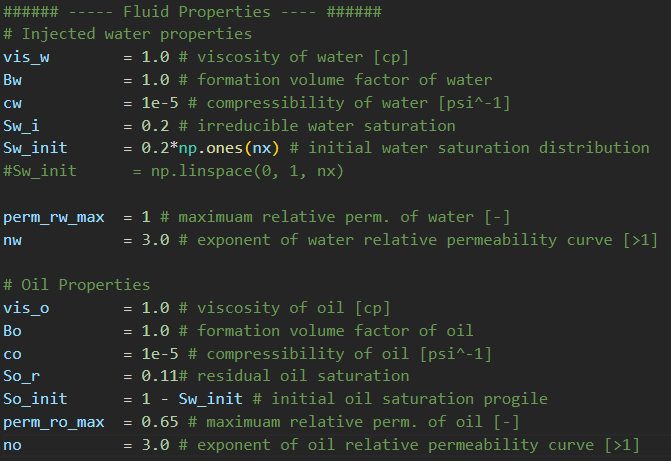 ###### ----- Fluid Properties ---- ######
# Injected water properties
vis_w = 1.0 # viscosity of water [cp]
Bw = 1.0 # formation volume factor of water
cw = 1e-5 # compressibility of water [psi^-1]
Sw_i = 0.2 # irreducible water saturation
Sw_init = 0.2*np.ones(nx) # initial water saturation distribution
#Sw_init = np.linspace(0, 1, nx)
perm_rw_max = 1 # maximuam relative perm. of water [-]
nw = 3.0 # exponent of water relative permeability curve [>1]
# Oil Properties
vis_o = 1.0 # viscosity of oil [cp]
Bo = 1.0 # formation volume factor of oil
co = 1e-5 # compressibility of oil [psi^-1]
So_r = 0.11# residual oil saturation
So_init = 1 - Sw_init # initial oil saturation progile
perm_ro_max = 0.65 # maximuam relative perm. of oil [-]
no = 3.0 # exponent of oil relative permeability curve [>1]